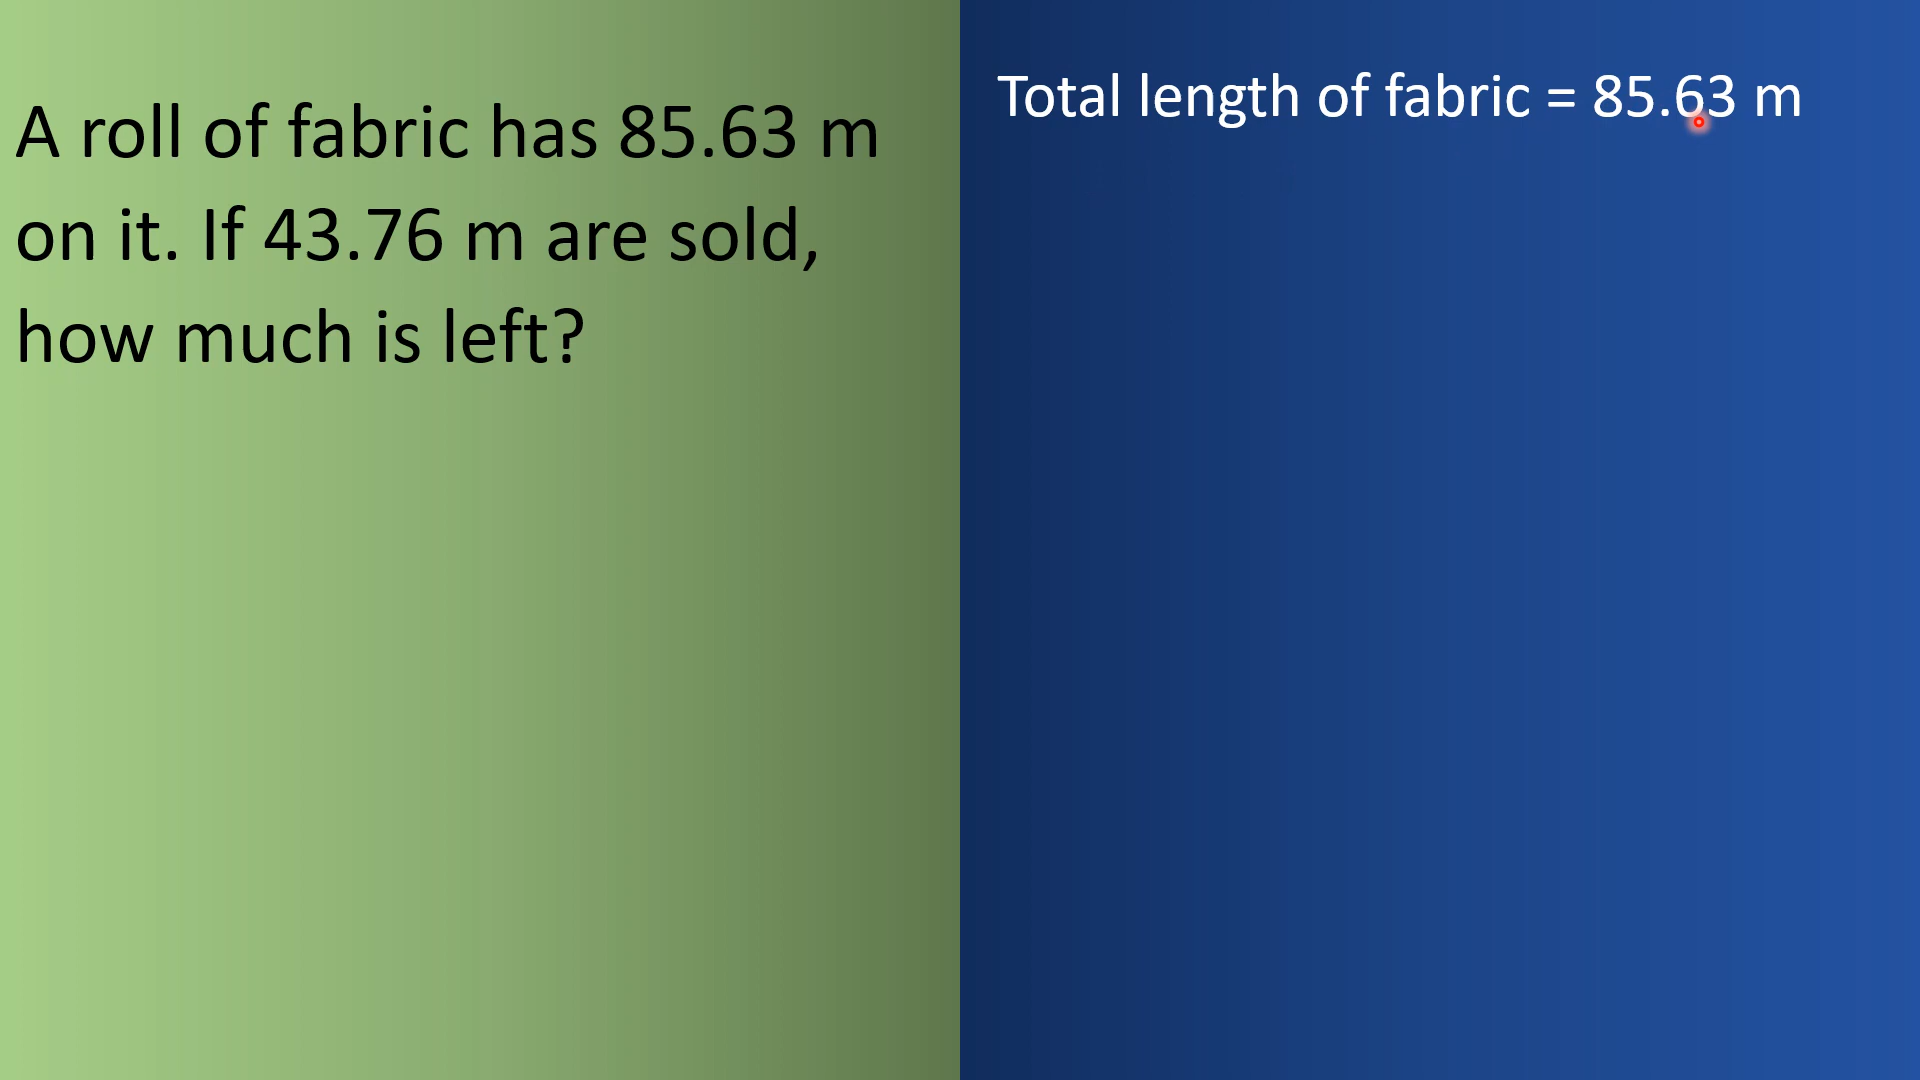 A roll of fabric has 85.63 m
on it. If 43.76 m are sold,
how much is left?
Total length of fabric = 85.63 m